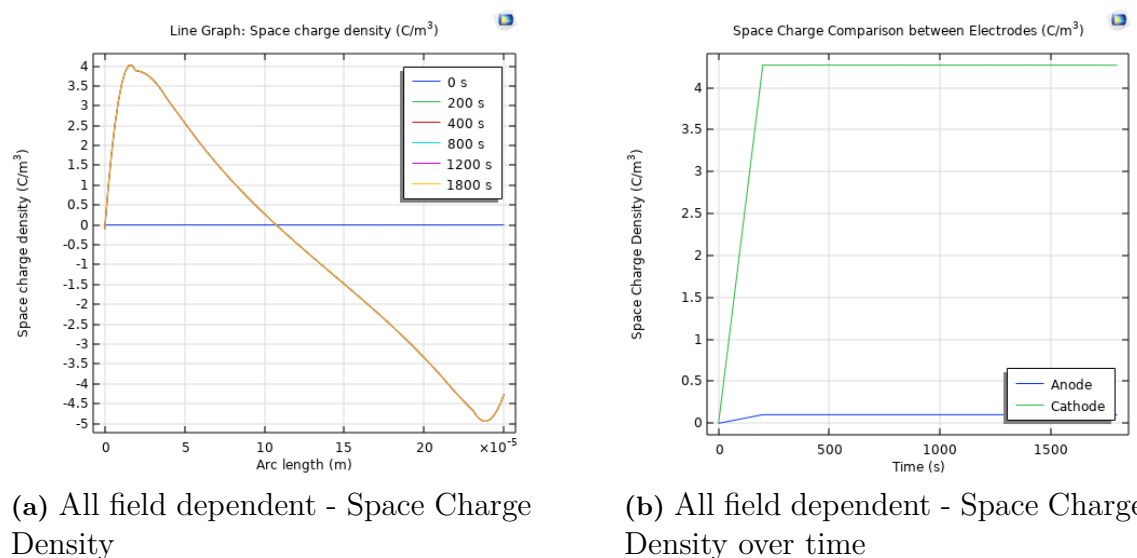 Line Graph: Space charge density (C/m³)
Space charge density (C/m³)
4
3.5
3
2.5
2
1.5
1
0.5
0
-0.5
-1
-1.5
-2
-2.5
-3
-3.5
-4
-4.5
-5
0 s
200 s
400 s
800 s
1200 s
1800 s
0 5 10 15 20 ×10⁻⁵
Arc length (m)
(a) All field dependent - Space Charge
Density
Space Charge Comparison between Electrodes (C/m³)
Space Charge Density (C/m³)
4
3.5
3
2.5
2
1.5
1
0.5
0
Anode
Cathode
0 500 1000 1500
Time (s)
(b) All field dependent - Space Charge
Density over time